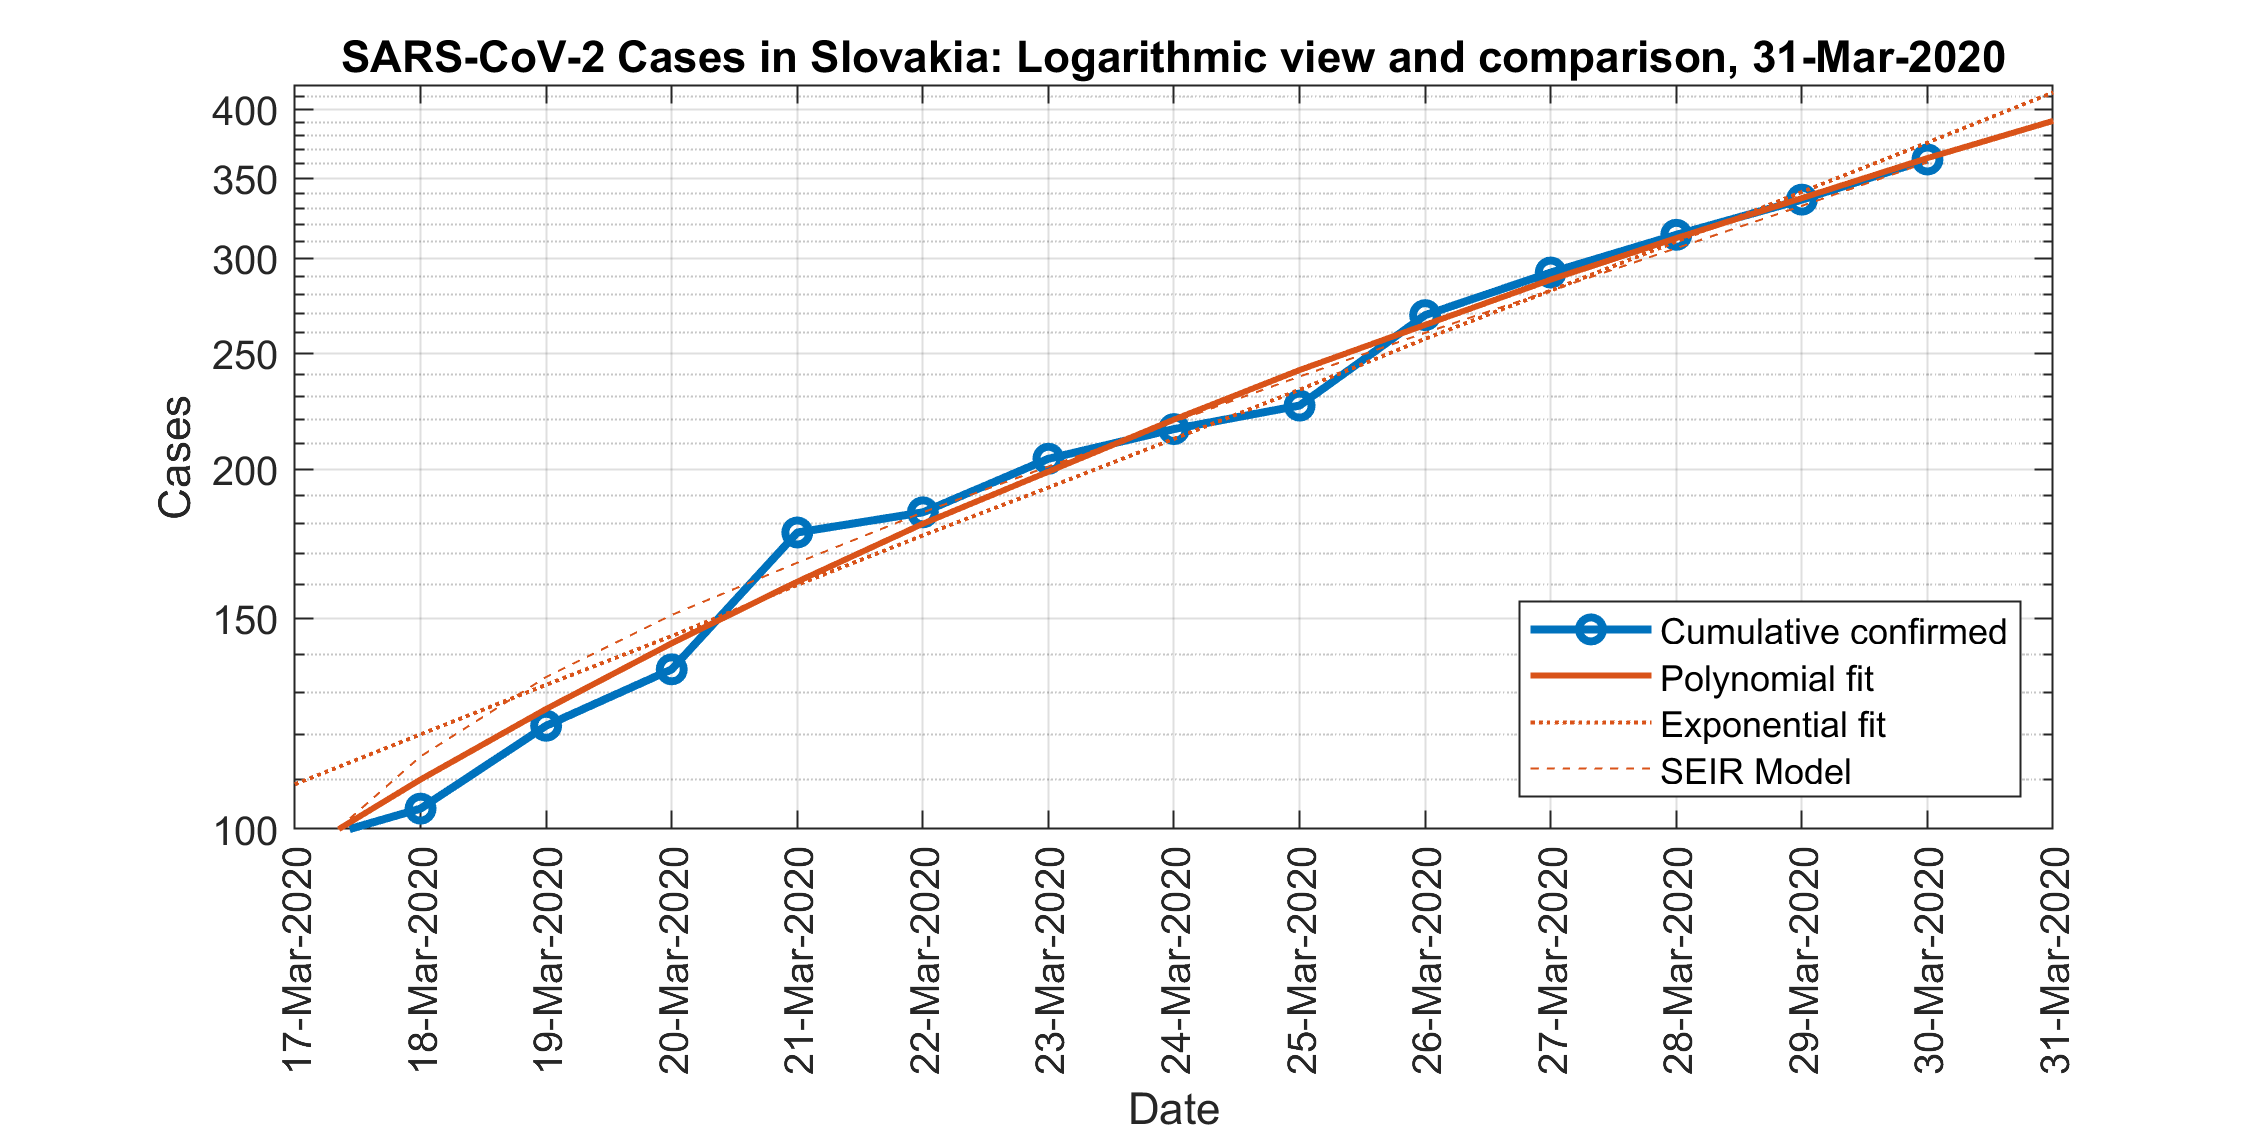 SARS-CoV-2 Cases in Slovakia: Logarithmic view and comparison, 31-Mar-2020
400
350
300
250
200
150
100
Cases
Cumulative confirmed
Polynomial fit
Exponential fit
SEIR Model
17-Mar-2020
18-Mar-2020
19-Mar-2020
20-Mar-2020
21-Mar-2020
22-Mar-2020
23-Mar-2020
24-Mar-2020
25-Mar-2020
26-Mar-2020
27-Mar-2020
28-Mar-2020
29-Mar-2020
30-Mar-2020
31-Mar-2020
Date